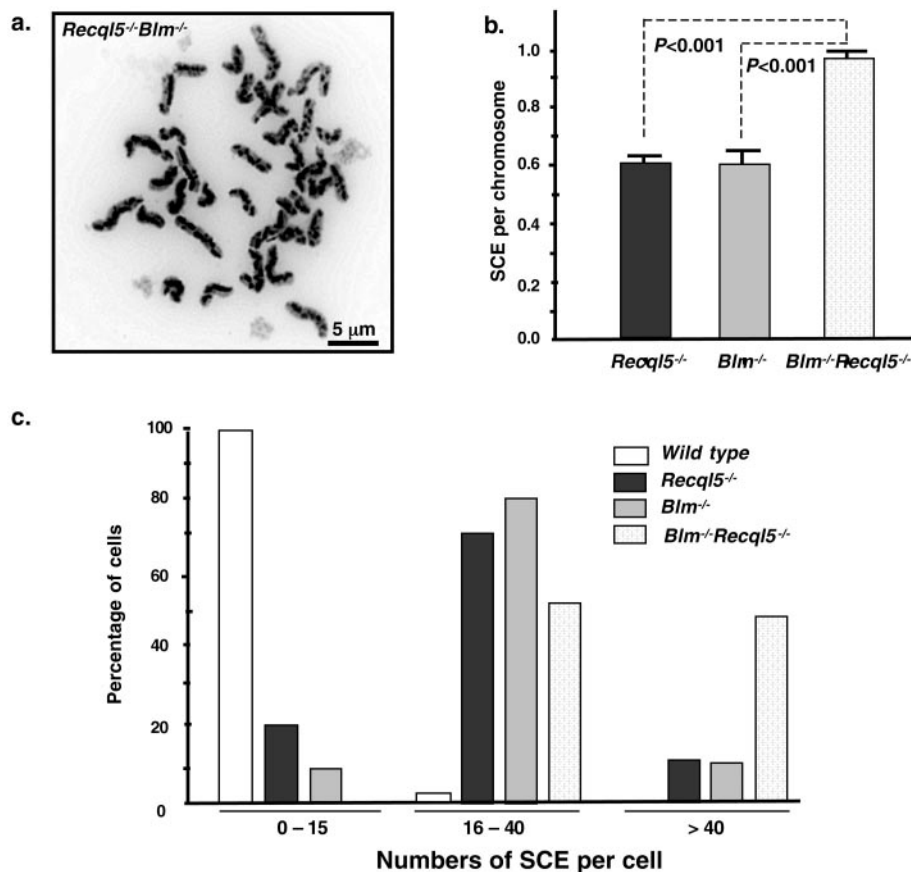 a.
Recql5-/-Blm-/-
5 μm
b.
SCE per chromosome
1.0
0.8
0.6
0.4
0.2
0.0
P<0.001
P<0.001
Recql5-/-
Blm-/-
Blm-/-Recql5-/-
c.
Percentage of cells
100
80
60
40
20
0
Wild type
Recql5-/-
Blm-/-
Blm-/-Recql5-/-
0 – 15
16 – 40
> 40
Numbers of SCE per cell